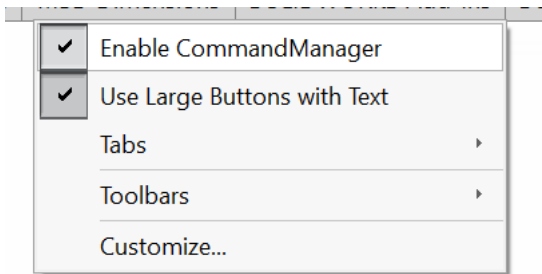 Enable CommandManager
Use Large Buttons with Text
Tabs
Toolbars
Customize...